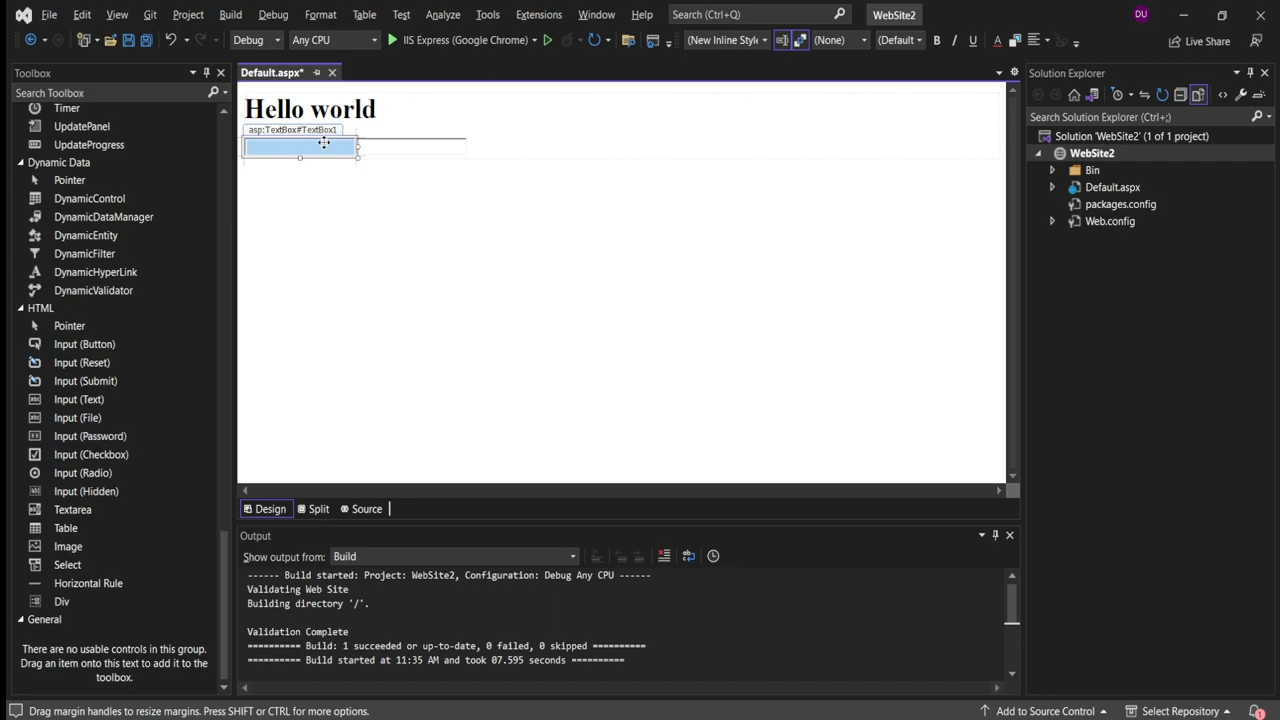 File Edit View Git Project Build Debug Format Table Test Analyze Tools Extensions Window Help Search (Ctrl+Q) WebSite2 DU
Debug Any CPU IIS Express (Google Chrome) (New Inline Style (None) (Default B I U A Live Share
Toolbox
Search Toolbox
Timer
UpdatePanel
UpdateProgress
Dynamic Data
Pointer
DynamicControl
DynamicDataManager
DynamicEntity
DynamicFilter
DynamicHyperLink
DynamicValidator
HTML
Pointer
Input (Button)
Input (Reset)
Input (Submit)
Input (Text)
Input (File)
Input (Password)
Input (Checkbox)
Input (Radio)
Input (Hidden)
Textarea
Table
Image
Select
Horizontal Rule
Div
General
There are no usable controls in this group.
Drag an item onto this text to add it to the
toolbox.
Default.aspx*
Hello world
asp:TextBox#TextBox1
Design Split Source
Output
Show output from: Build
------ Build started: Project: WebSite2, Configuration: Debug Any CPU ------
Validating Web Site
Building directory '/'.
Validation Complete
========== Build: 1 succeeded or up-to-date, 0 failed, 0 skipped ==========
========== Build started at 11:35 AM and took 07.595 seconds ==========
Solution Explorer
Search Solution Explorer (Ctrl+;)
Solution 'WebSite2' (1 of 1 project)
WebSite2
Bin
Default.aspx
packages.config
Web.config
Drag margin handles to resize margins. Press SHIFT or CTRL for more options. Add to Source Control Select Repository 1